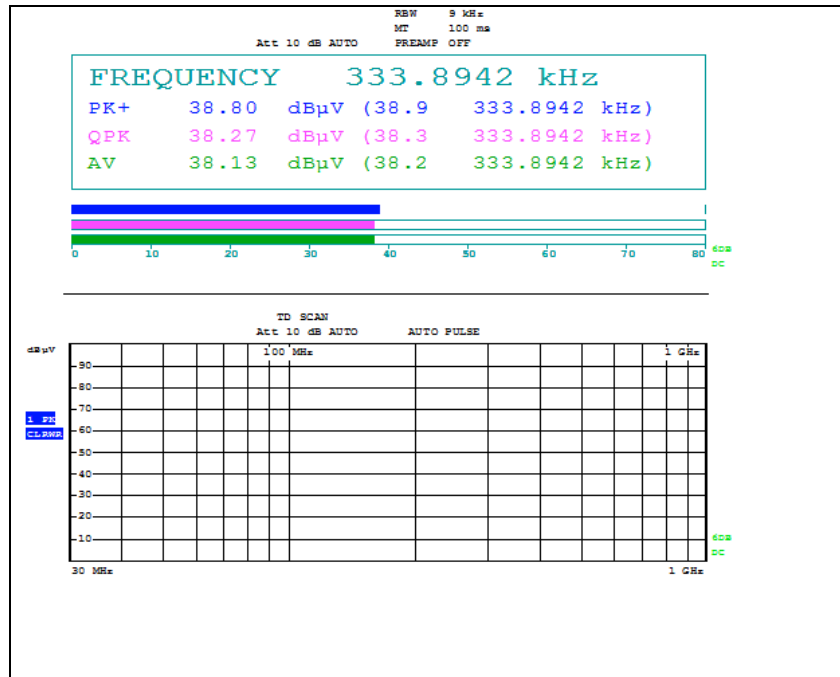 RBW 9 kHz
MT 100 ms
Att 10 dB AUTO PREAMP OFF
FREQUENCY 333.8942 kHz
PK+ 38.80 dBµV (38.9 333.8942 kHz)
QPK 38.27 dBµV (38.3 333.8942 kHz)
AV 38.13 dBµV (38.2 333.8942 kHz)
0 10 20 30 40 50 60 70 80
6DB
DC
TD SCAN
Att 10 dB AUTO AUTO PULSE
dBµV
100 MHz 1 GHz
90
80
70
1 PK
CLRWR
60
50
40
30
20
10
6DB
DC
30 MHz 1 GHz